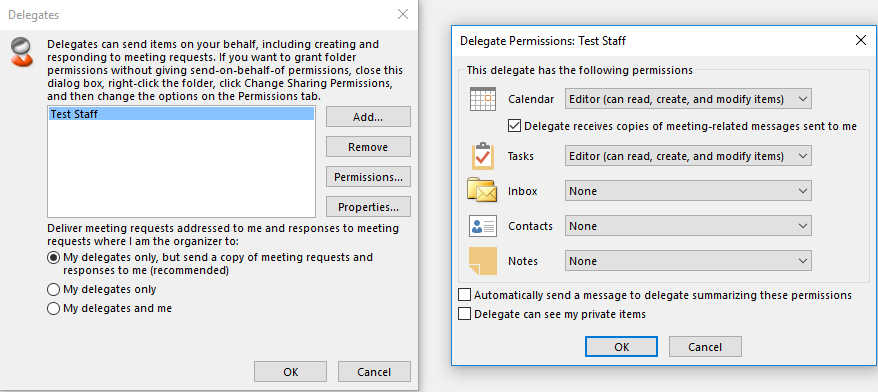 Delegates
Delegates can send items on your behalf, including creating and
responding to meeting requests. If you want to grant folder
permissions without giving send-on-behalf-of permissions, close this
dialog box, right-click the folder, click Change Sharing Permissions,
and then change the options on the Permissions tab.
Test Staff
Add...
Remove
Permissions...
Properties...
Deliver meeting requests addressed to me and responses to meeting
requests where I am the organizer to:
My delegates only, but send a copy of meeting requests and
responses to me (recommended)
My delegates only
My delegates and me
OK
Cancel
Delegate Permissions: Test Staff
This delegate has the following permissions
Calendar
Editor (can read, create, and modify items)
Delegate receives copies of meeting-related messages sent to me
Tasks
Editor (can read, create, and modify items)
Inbox
None
Contacts
None
Notes
None
Automatically send a message to delegate summarizing these permissions
Delegate can see my private items
OK
Cancel